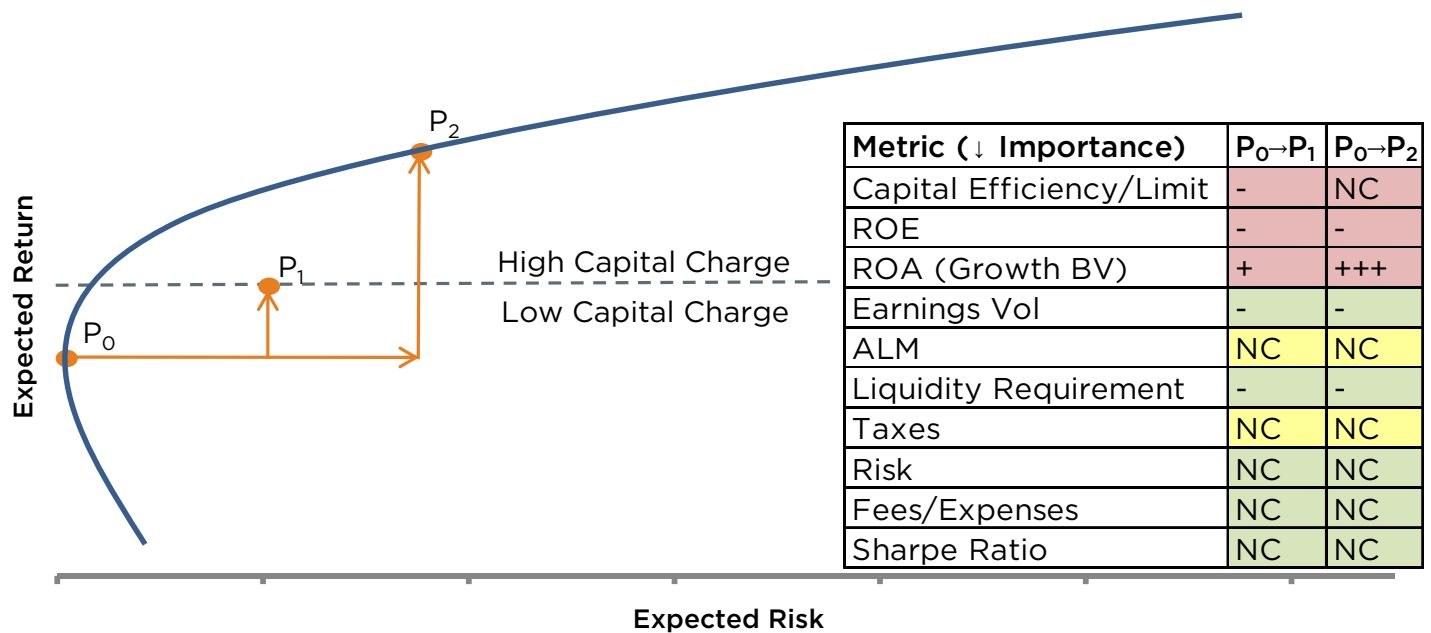 P₂
Expected Return
P₁
High Capital Charge
Low Capital Charge
P₀
Metric (↓ Importance) P₀→P₁ P₀→P₂
Capital Efficiency/Limit - NC
ROE - -
ROA (Growth BV) + +++
Earnings Vol - -
ALM NC NC
Liquidity Requirement - -
Taxes NC NC
Risk NC NC
Fees/Expenses NC NC
Sharpe Ratio NC NC
Expected Risk